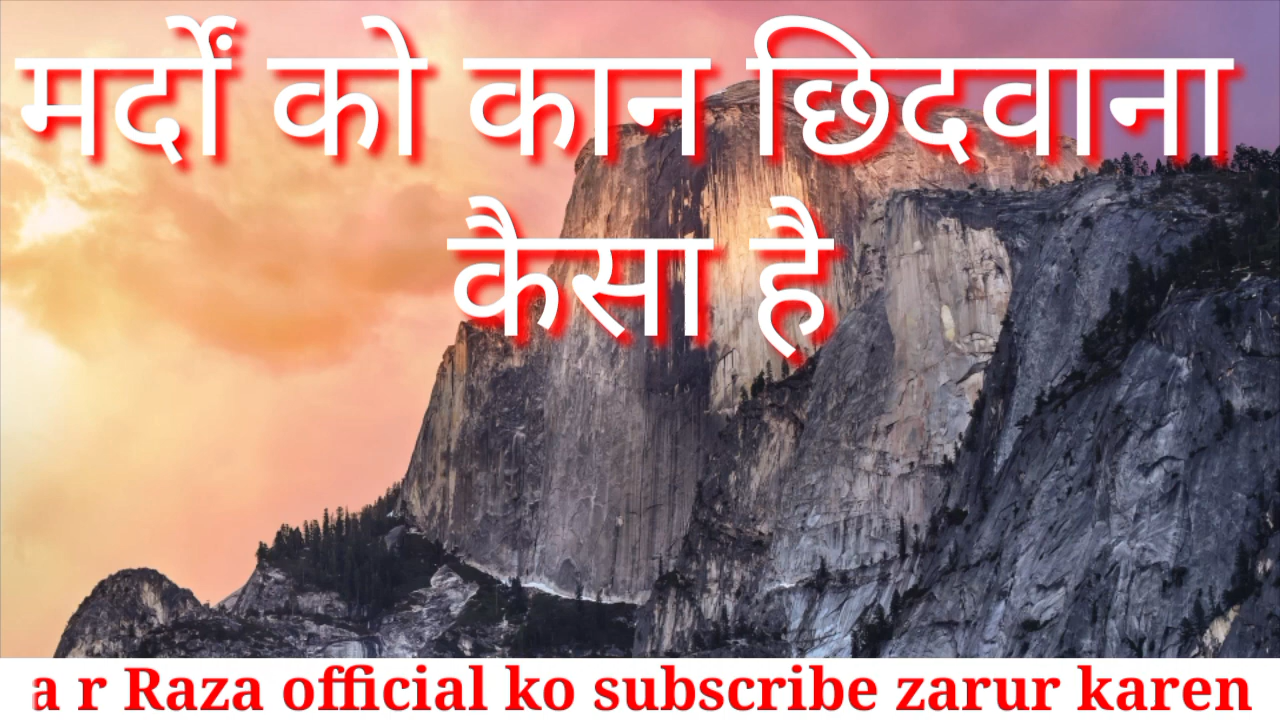 मर्दों को कान छिदवाना
कैसा है
a r Raza official ko subscribe zarur karen